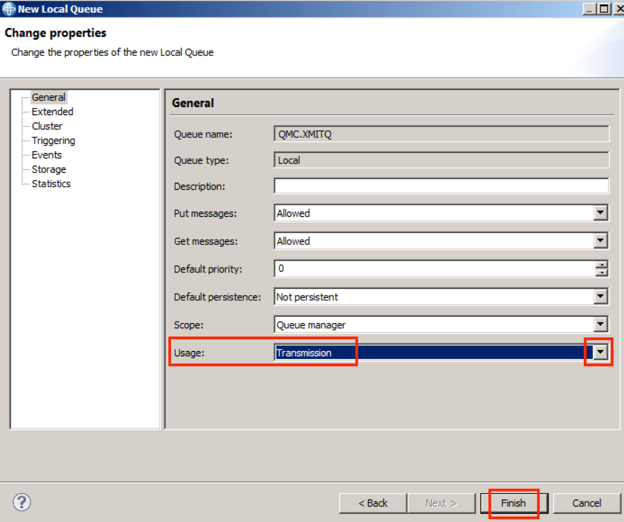 New Local Queue
Change properties
Change the properties of the new Local Queue
General
Extended
Cluster
Triggering
Events
Storage
Statistics
General
Queue name: QMC.XMITQ
Queue type: Local
Description:
Put messages: Allowed
Get messages: Allowed
Default priority: 0
Default persistence: Not persistent
Scope: Queue manager
Usage: Transmission
?
< Back Next > Finish Cancel